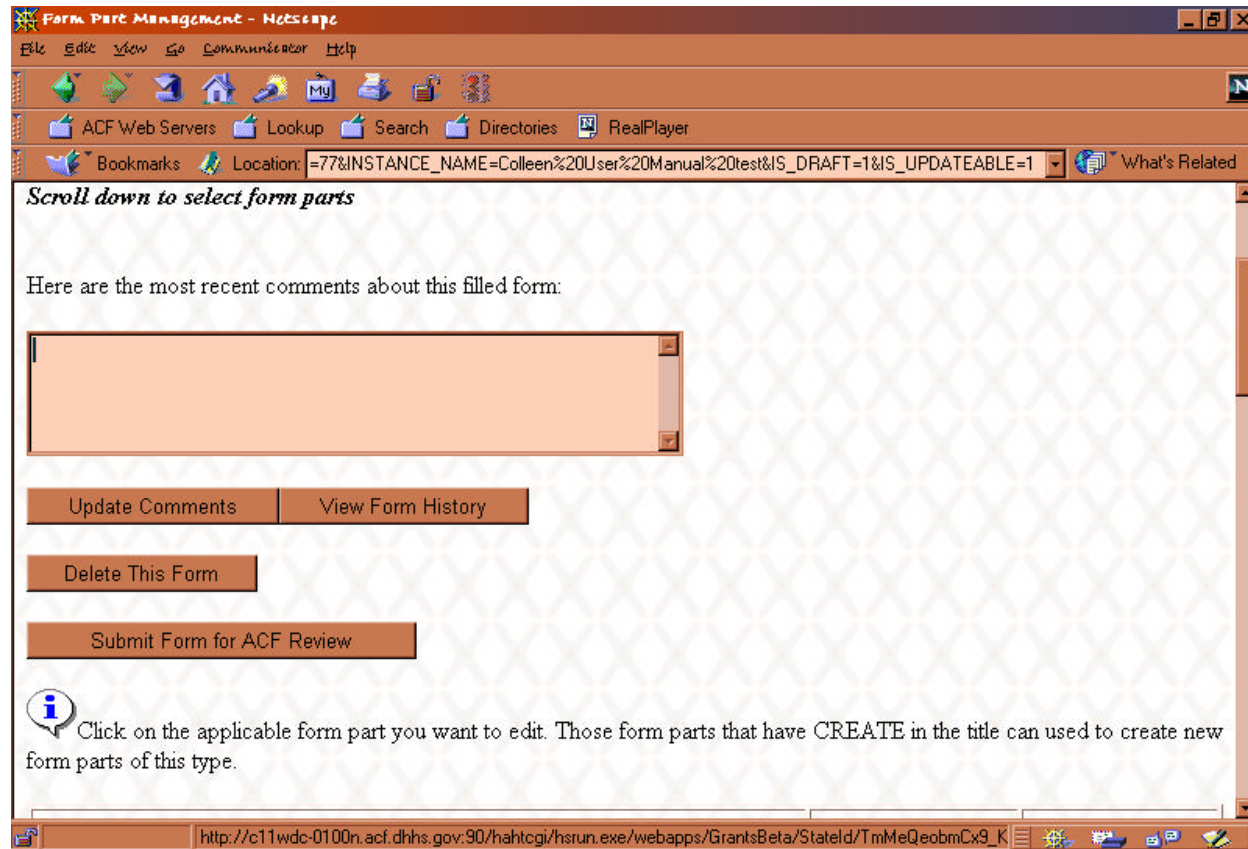 Form Part Management - Netscape
File Edit View Go Communicator Help
My
N
ACF Web Servers Lookup Search Directories RealPlayer
Bookmarks Location: =77&INSTANCE_NAME=Colleen%20User%20Manual%20test&IS_DRAFT=1&IS_UPDATEABLE=1 What's Related
Scroll down to select form parts
Here are the most recent comments about this filled form:
Update Comments View Form History
Delete This Form
Submit Form for ACF Review
Click on the applicable form part you want to edit. Those form parts that have CREATE in the title can used to create new
form parts of this type.
http://c11wdc-0100n.acf.dhhs.gov:90/hahtcgi/hsrun.exe/webapps/GrantsBeta/StateId/TmMeQeobmCx9_K